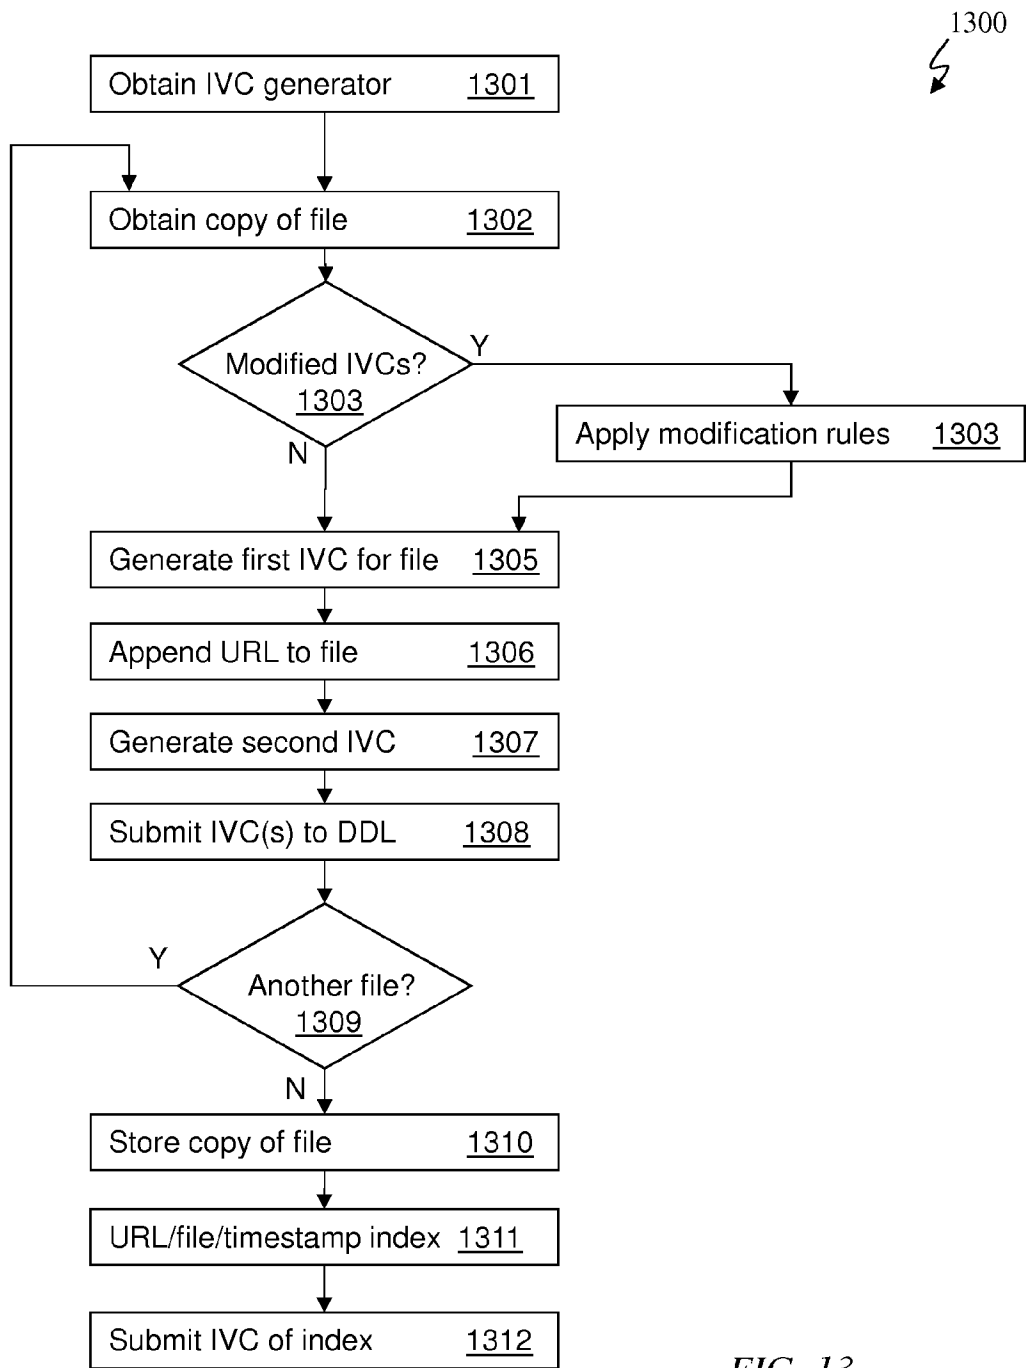 1300
Obtain IVC generator 1301
Obtain copy of file 1302
Modified IVCs?
1303
Y
N
Apply modification rules 1303
Generate first IVC for file 1305
Append URL to file 1306
Generate second IVC 1307
Submit IVC(s) to DDL 1308
Another file?
1309
Y
N
Store copy of file 1310
URL/file/timestamp index 1311
Submit IVC of index 1312
FIG. 13